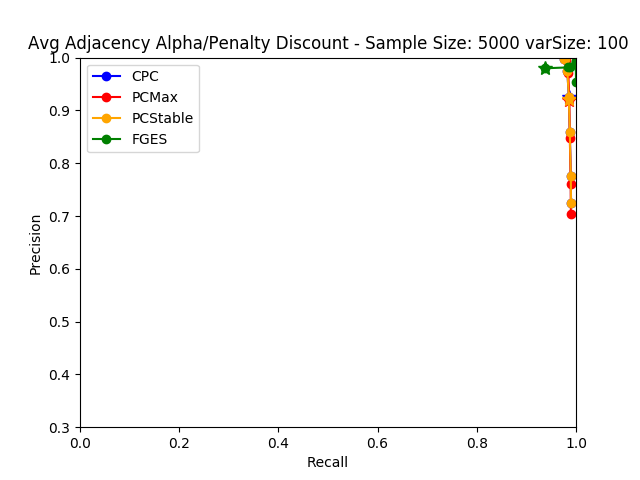 Avg Adjacency Alpha/Penalty Discount - Sample Size: 5000 varSize: 100
1.0
0.9
0.8
0.7
0.6
0.5
0.4
0.3
Precision
CPC
PCMax
PCStable
FGES
0.0 0.2 0.4 0.6 0.8 1.0
Recall